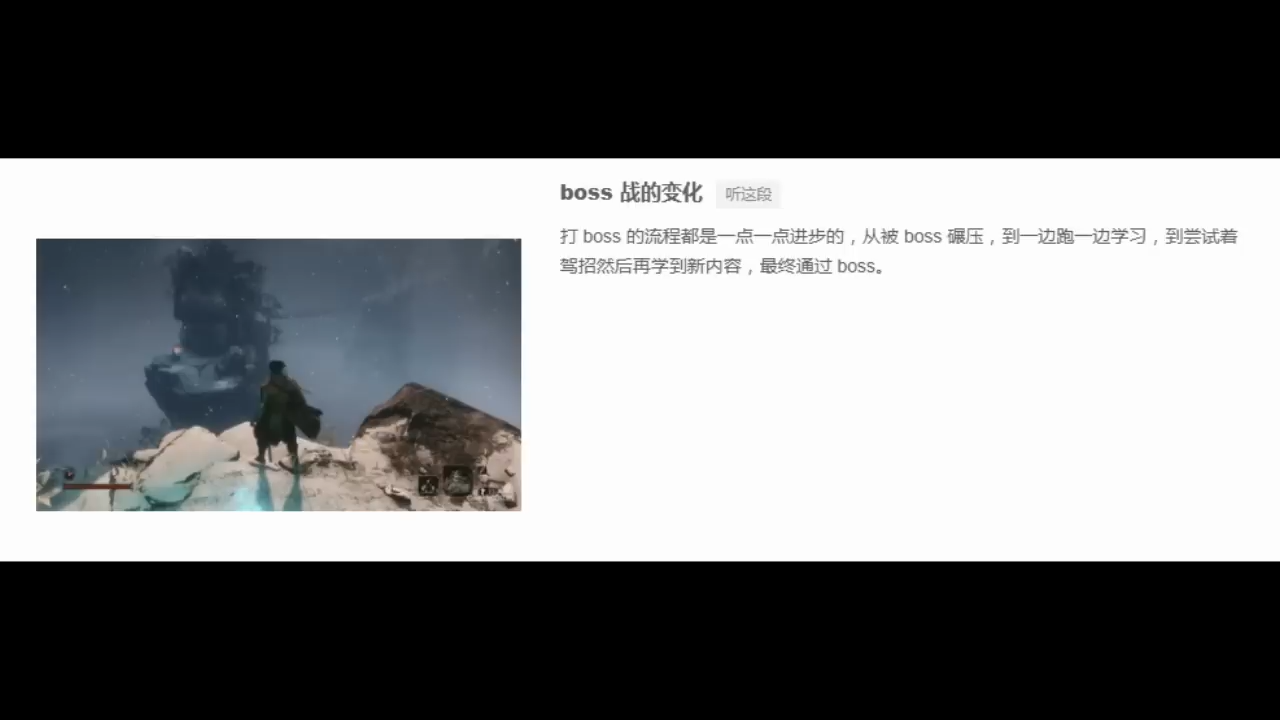 boss 战的变化 听这段
打 boss 的流程都是一点一点进步的，从被 boss 碾压，到一边跑一边学习，到尝试着
驾招然后再学到新内容，最终通过 boss。